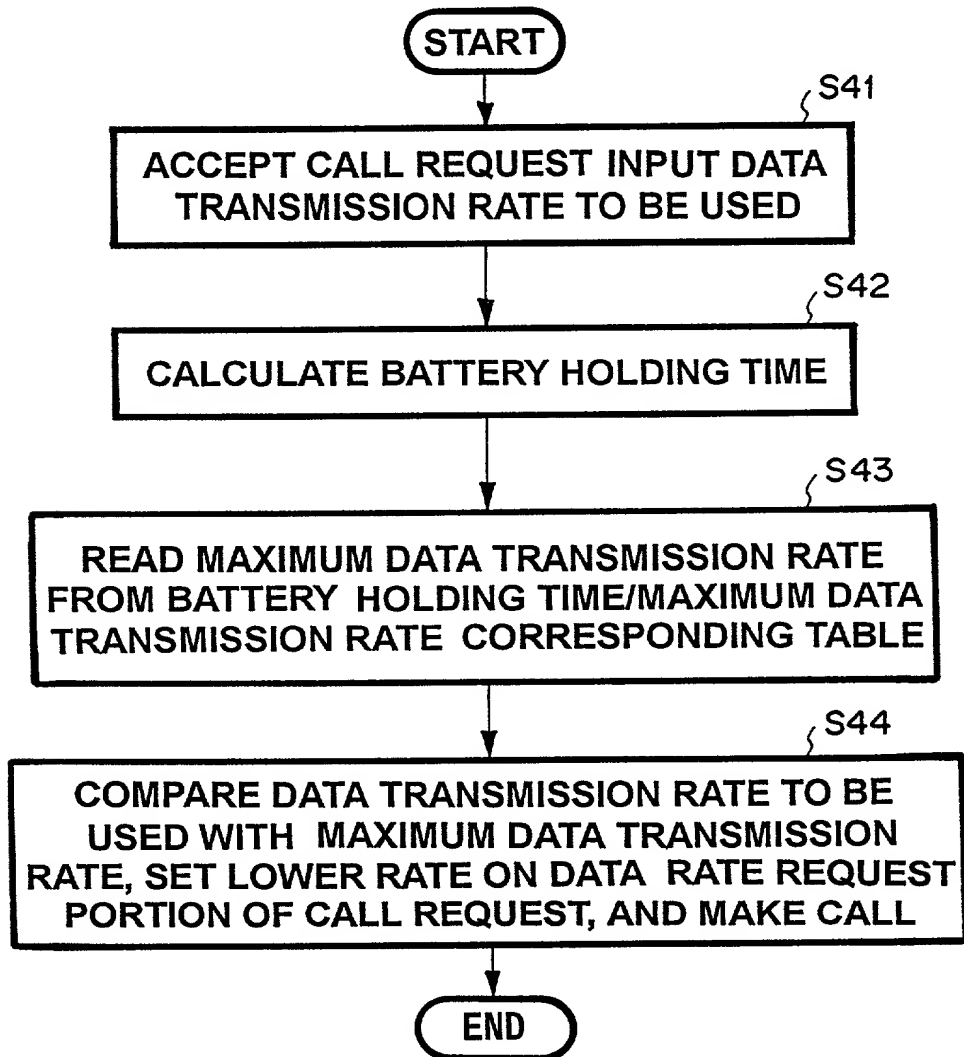 START
S41
ACCEPT CALL REQUEST INPUT DATA
TRANSMISSION RATE TO BE USED
S42
CALCULATE BATTERY HOLDING TIME
S43
READ MAXIMUM DATA TRANSMISSION RATE
FROM BATTERY HOLDING TIME/MAXIMUM DATA
TRANSMISSION RATE CORRESPONDING TABLE
S44
COMPARE DATA TRANSMISSION RATE TO BE
USED WITH MAXIMUM DATA TRANSMISSION
RATE, SET LOWER RATE ON DATA RATE REQUEST
PORTION OF CALL REQUEST, AND MAKE CALL
END